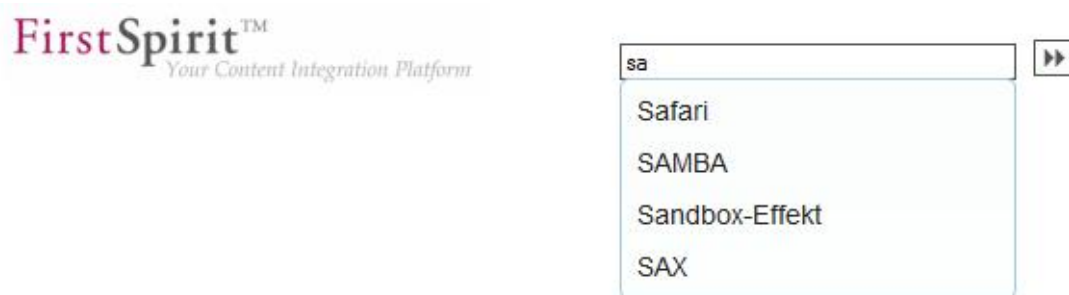 FirstSpirit™
Your Content Integration Platform
sa
Safari
SAMBA
Sandbox-Effekt
SAX